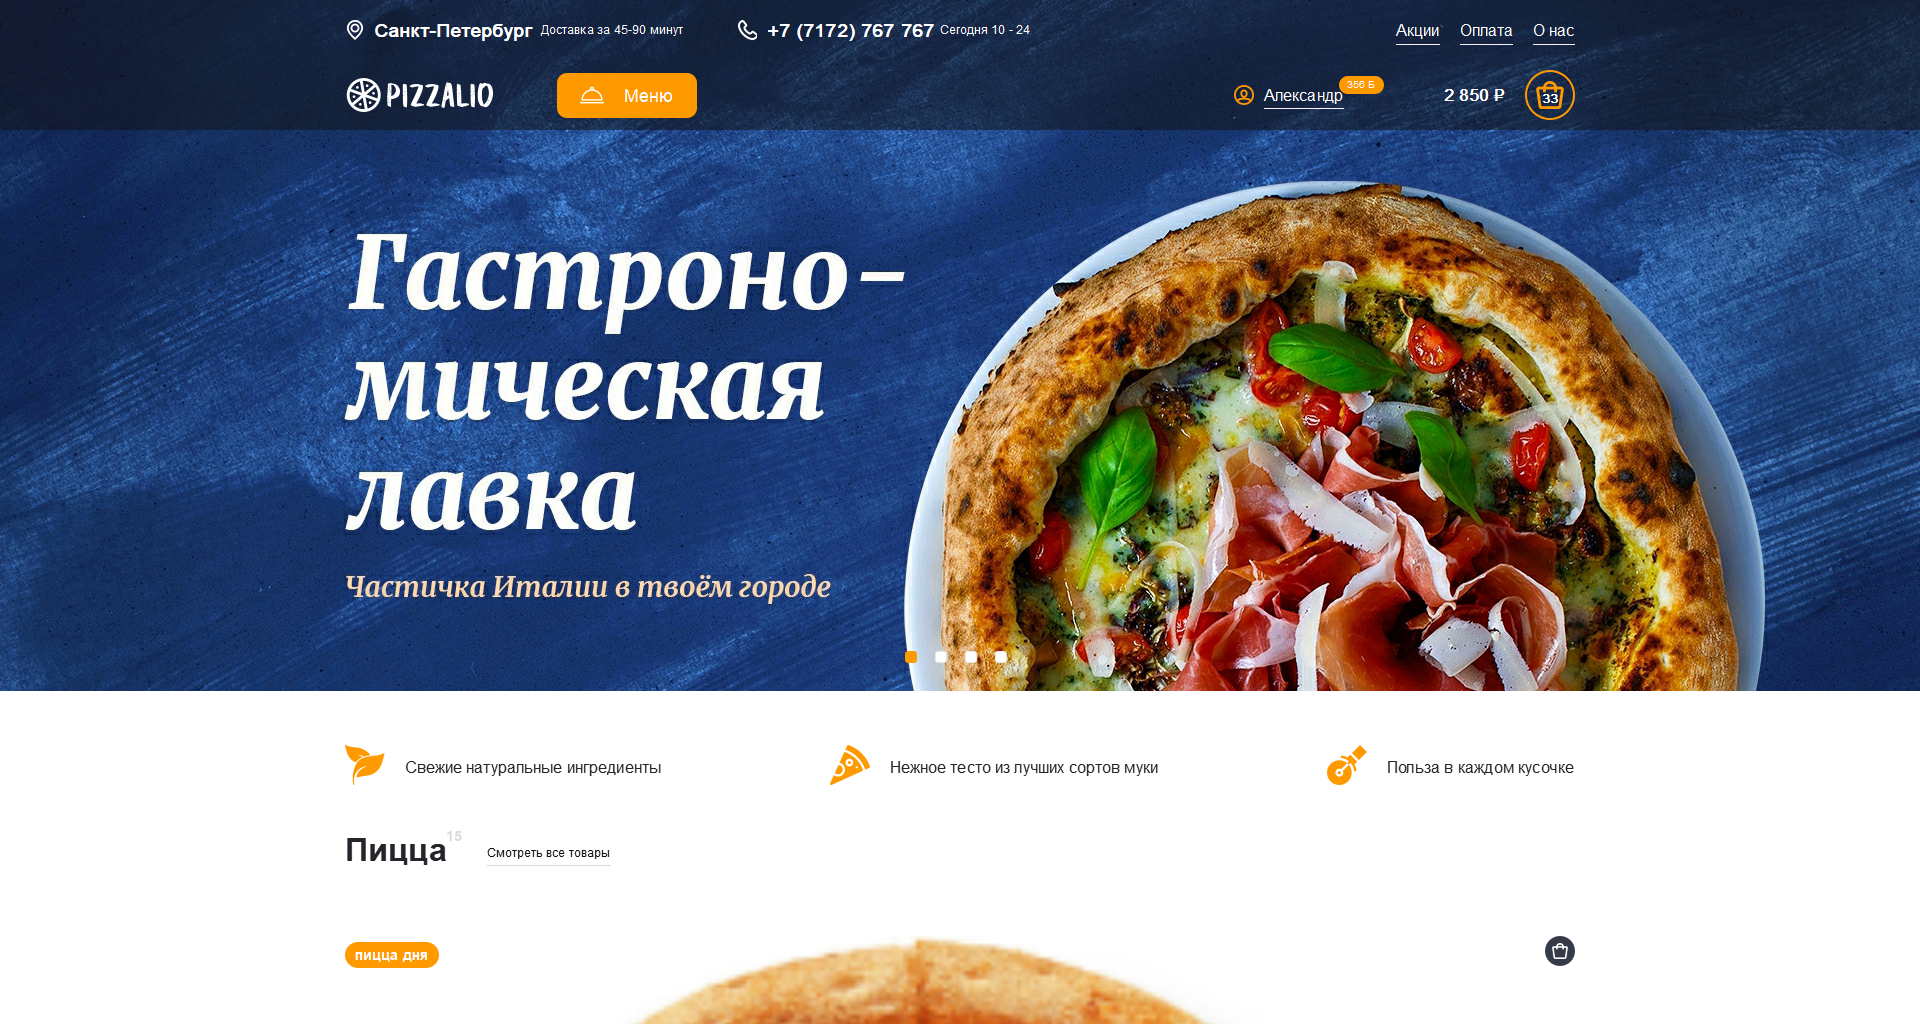 Санкт-Петербург Доставка за 45-90 минут +7 (7172) 767 767 Сегодня 10 - 24 Акции Оплата О нас
PIZZALIO Меню Александр 356 Б 2 850 ₽ 33
Гастроно–
мическая
лавка
Частичка Италии в твоём городе
Свежие натуральные ингредиенты Нежное тесто из лучших сортов муки Польза в каждом кусочке
Пицца 15 Смотреть все товары
пицца дня